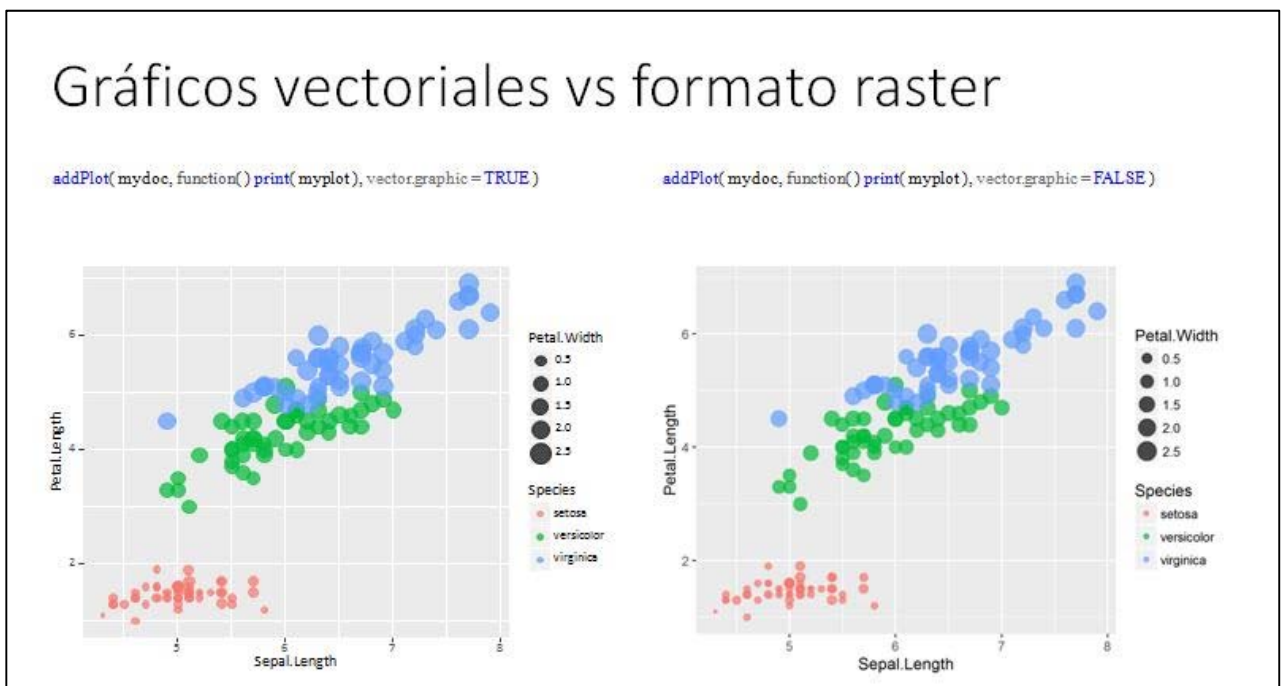 Gráficos vectoriales vs formato raster
addPlot( mydoc, function() print( myplot ), vector.graphic = TRUE )
addPlot( mydoc, function() print( myplot ), vector.graphic = FALSE )
6
4
2
Petal.Length
5
6
7
8
Sepal.Length
Petal.Width
0.5
1.0
1.5
2.0
2.5
Species
setosa
versicolor
virginica
6
4
2
Petal.Length
5
6
7
8
Sepal.Length
Petal.Width
0.5
1.0
1.5
2.0
2.5
Species
setosa
versicolor
virginica